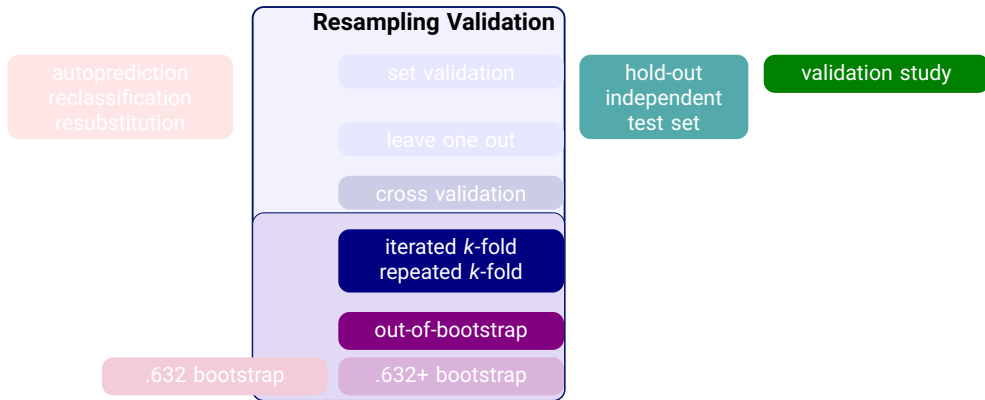 Resampling Validation
autoprediction
reclassification
resubstitution
set validation
hold-out
independent
test set
validation study
leave one out
cross validation
iterated k-fold
repeated k-fold
out-of-bootstrap
.632 bootstrap
.632+ bootstrap